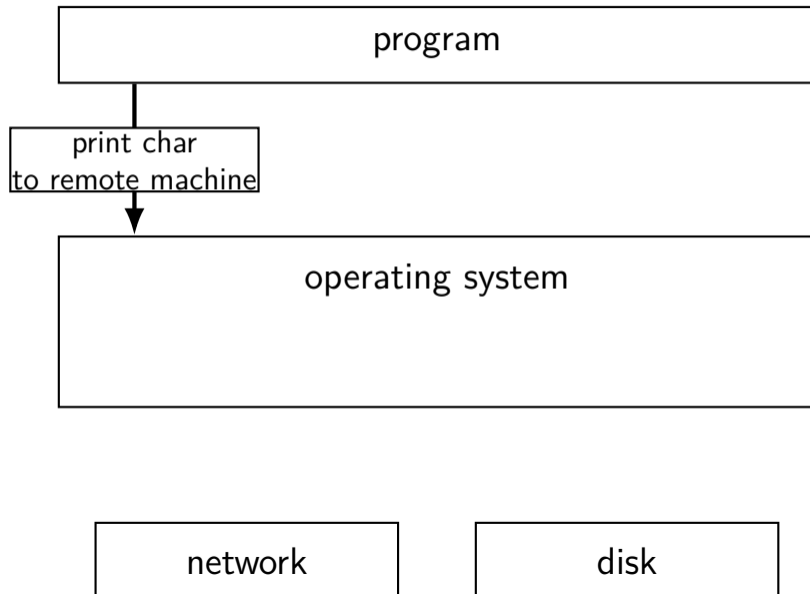 program
print char
to remote machine
operating system
network
disk